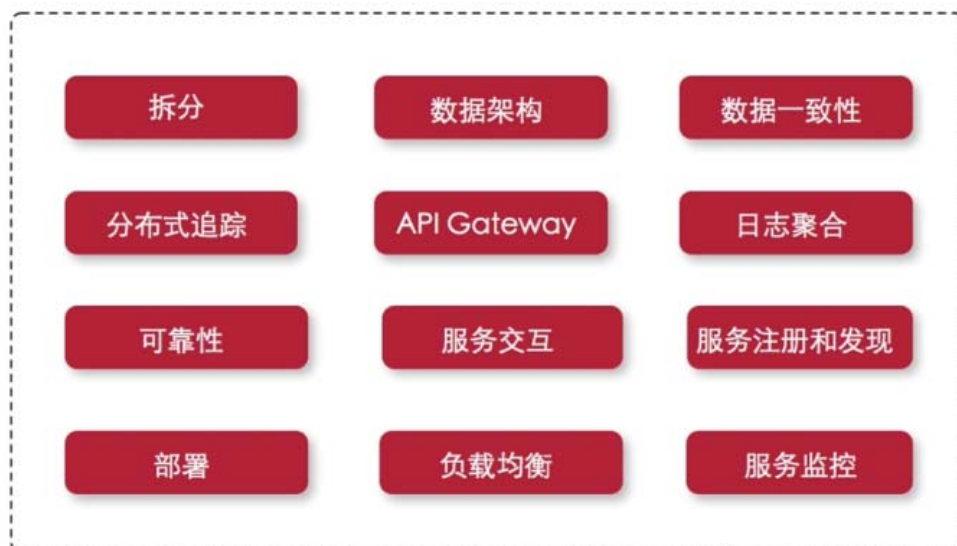 拆分
数据架构
数据一致性
分布式追踪
API Gateway
日志聚合
可靠性
服务交互
服务注册和发现
部署
负载均衡
服务监控